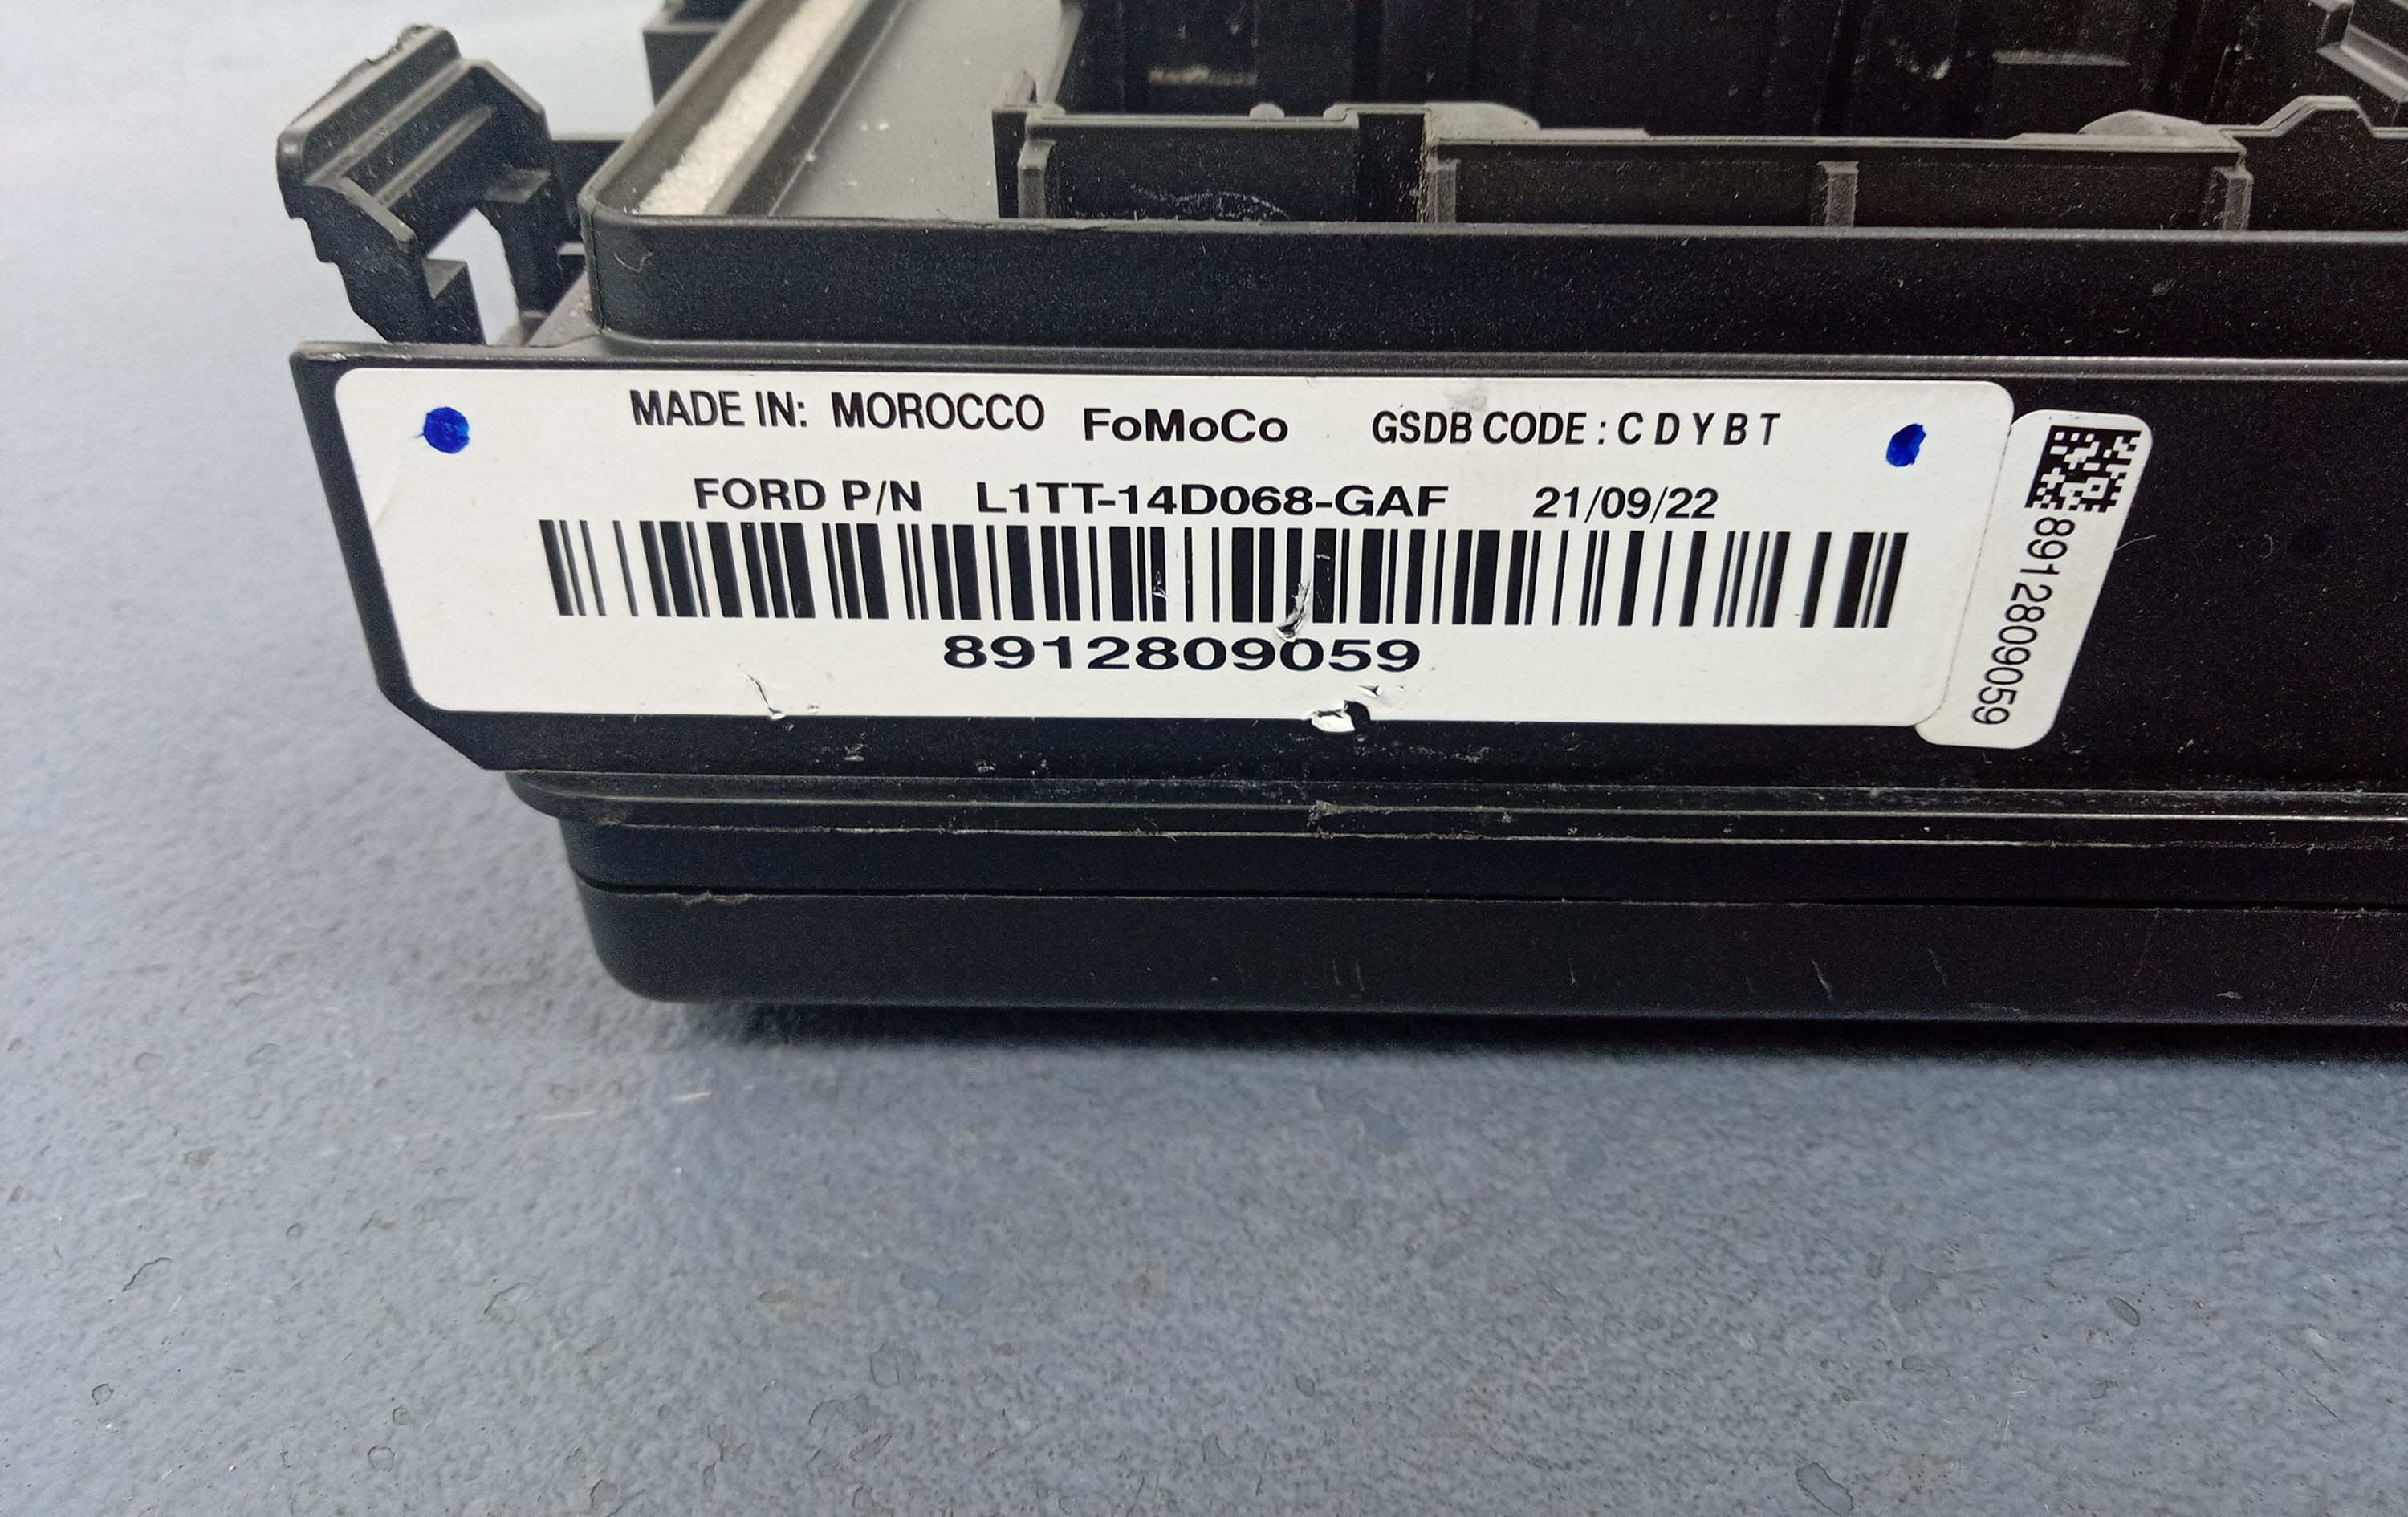 MADE IN: MOROCCO FoMoCo GSDB CODE : C D Y B T
FORD P/N L1TT-14D068-GAF 21/09/22
8912809059
8912809059